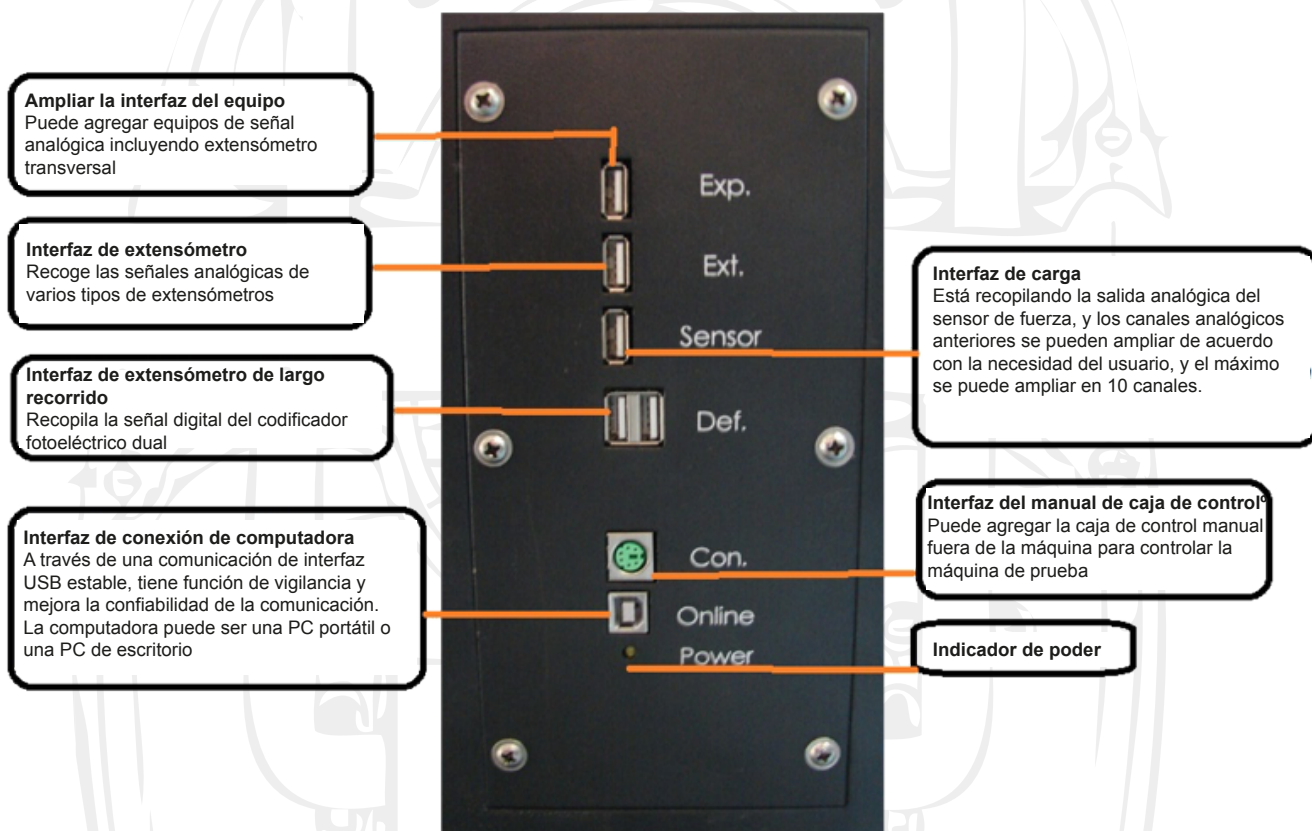 Ampliar la interfaz del equipo
Puede agregar equipos de señal
analógica incluyendo extensómetro
transversal
Interfaz de extensómetro
Recoge las señales analógicas de
varios tipos de extensómetros
Interfaz de extensómetro de largo
recorrido
Recopila la señal digital del codificador
fotoeléctrico dual
Interfaz de conexión de computadora
A través de una comunicación de interfaz
USB estable, tiene función de vigilancia y
mejora la confiabilidad de la comunicación.
La computadora puede ser una PC portátil o
una PC de escritorio
Exp.
Ext.
Sensor
Def.
Con.
Online
Power
Interfaz de carga
Está recopilando la salida analógica del
sensor de fuerza, y los canales analógicos
anteriores se pueden ampliar de acuerdo
con la necesidad del usuario, y el máximo
se puede ampliar en 10 canales.
Interfaz del manual de caja de controlº
Puede agregar la caja de control manual
fuera de la máquina para controlar la
máquina de prueba
Indicador de poder